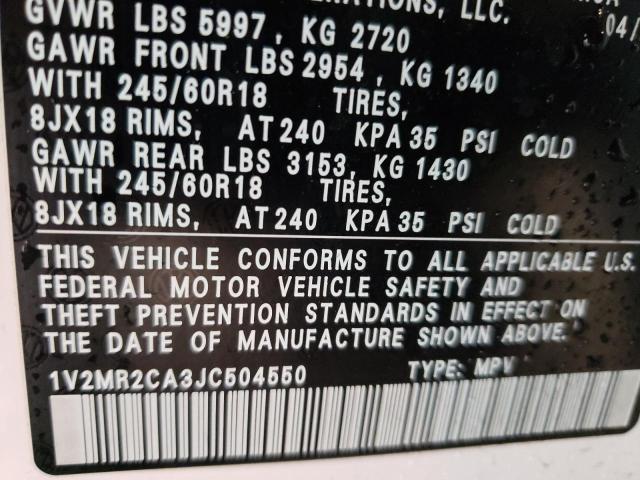 LLC.
04/
GVWR LBS 5997, KG 2720
GAWR FRONT LBS 2954, KG 1340
WITH 245/60R18 TIRES,
8JX18 RIMS, AT 240 KPA 35 PSI COLD
GAWR REAR LBS 3153, KG 1430
WITH 245/60R18 TIRES,
8JX18 RIMS, AT 240 KPA 35 PSI COLD
THIS VEHICLE CONFORMS TO ALL APPLICABLE U.S.
FEDERAL MOTOR VEHICLE SAFETY AND
THEFT PREVENTION STANDARDS IN EFFECT ON
THE DATE OF MANUFACTURE SHOWN ABOVE.
1V2MR2CA3JC504550 TYPE: MPV